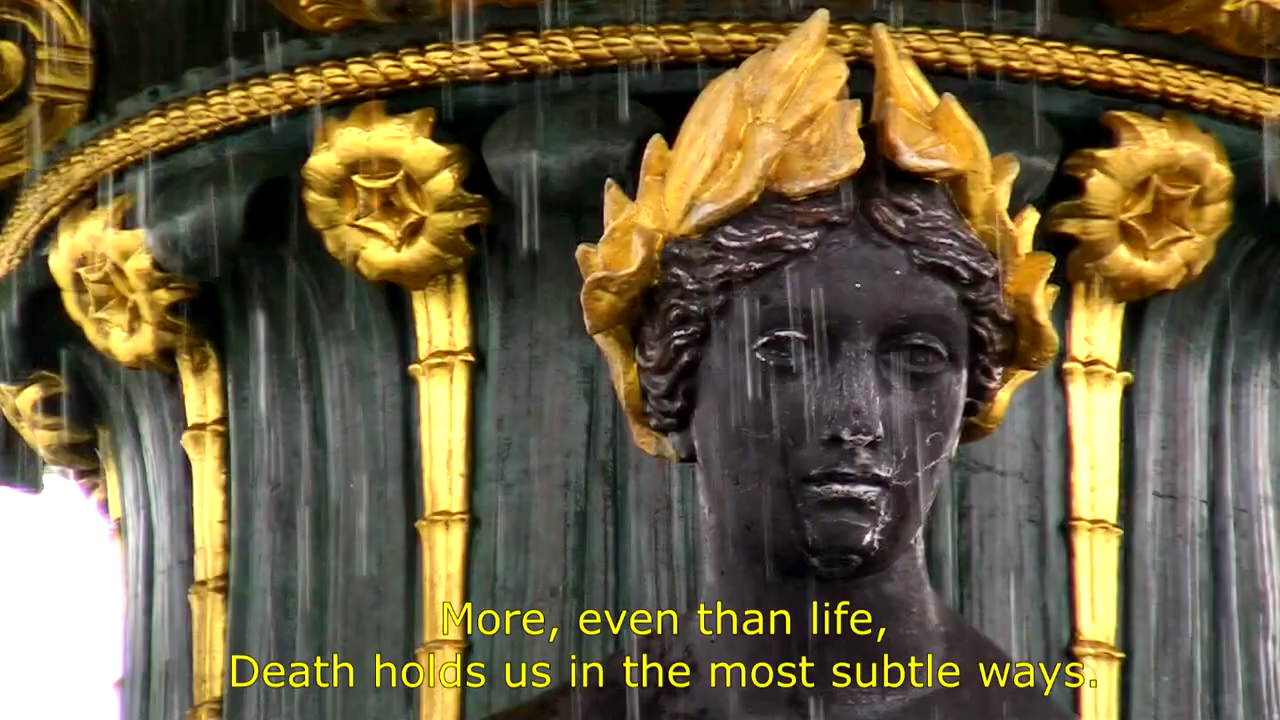 More, even than life,
Death holds us in the most subtle ways.